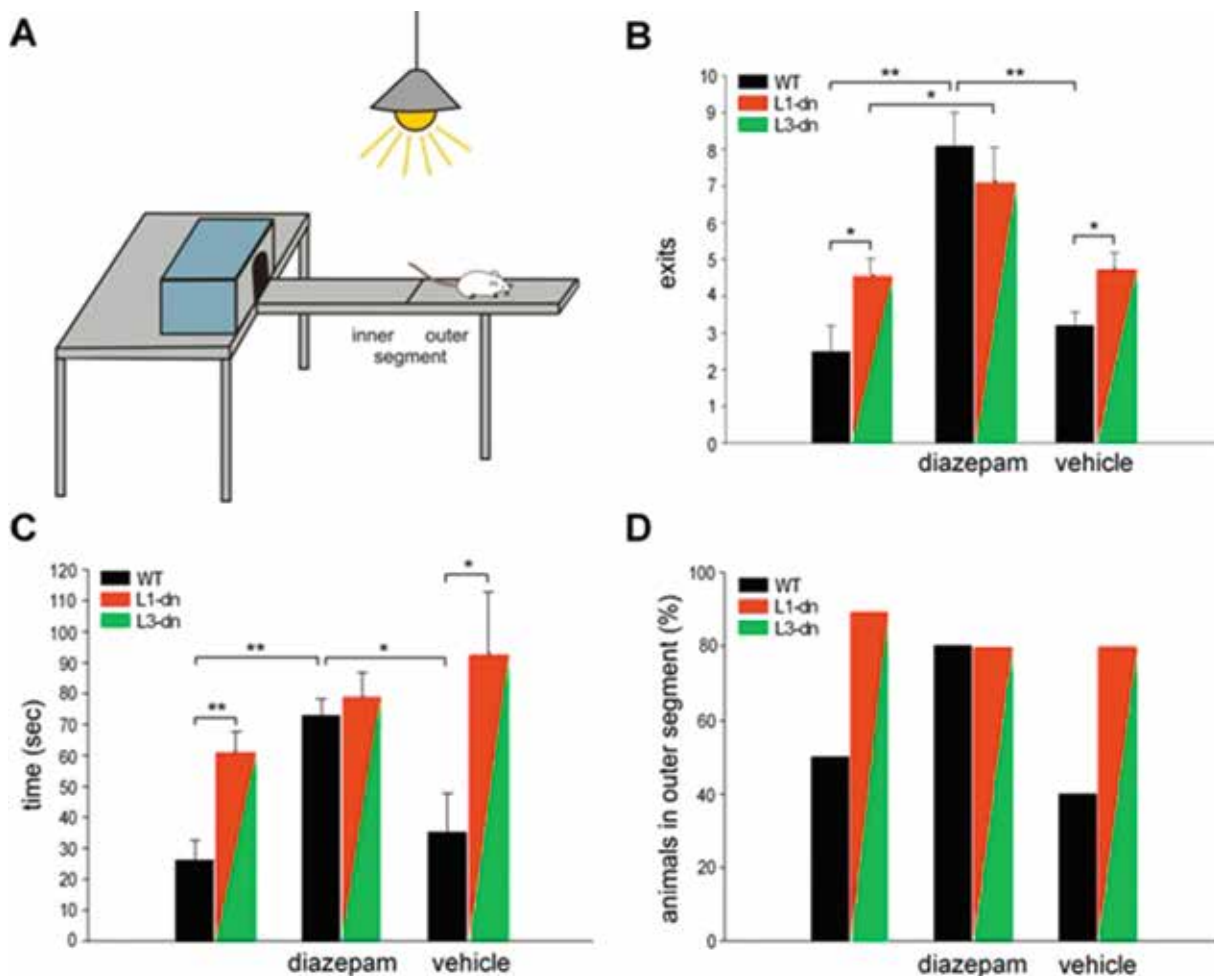 A
inner outer
segment
B
WT
L1-dn
L3-dn
** **
*
* *
exits
10
9
8
7
6
5
4
3
2
1
0
diazepam vehicle
C
WT
L1-dn
L3-dn
*
** *
**
time (sec)
120
110
100
90
80
70
60
50
40
30
20
10
0
diazepam vehicle
D
WT
L1-dn
L3-dn
animals in outer segment (%)
100
80
60
40
20
0
diazepam vehicle